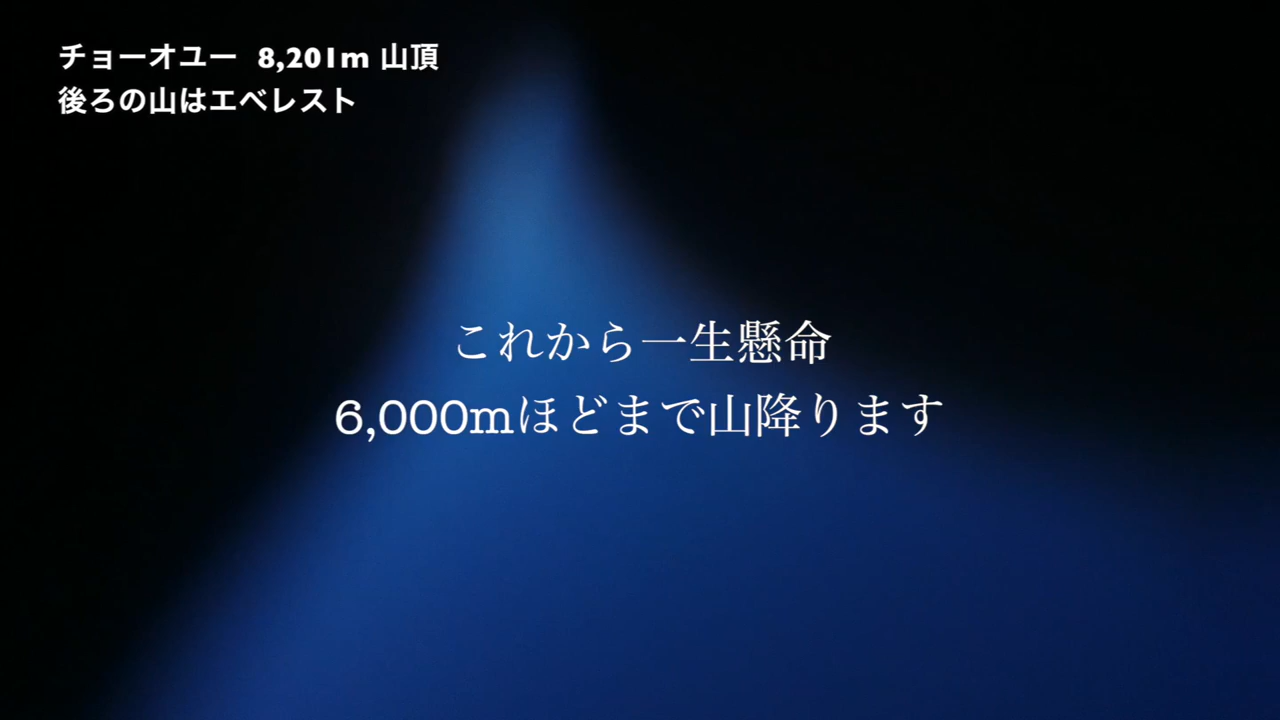 チョーオユー 8,201m 山頂
後ろの山はエベレスト
これから一生懸命
6,000mほどまで山降ります